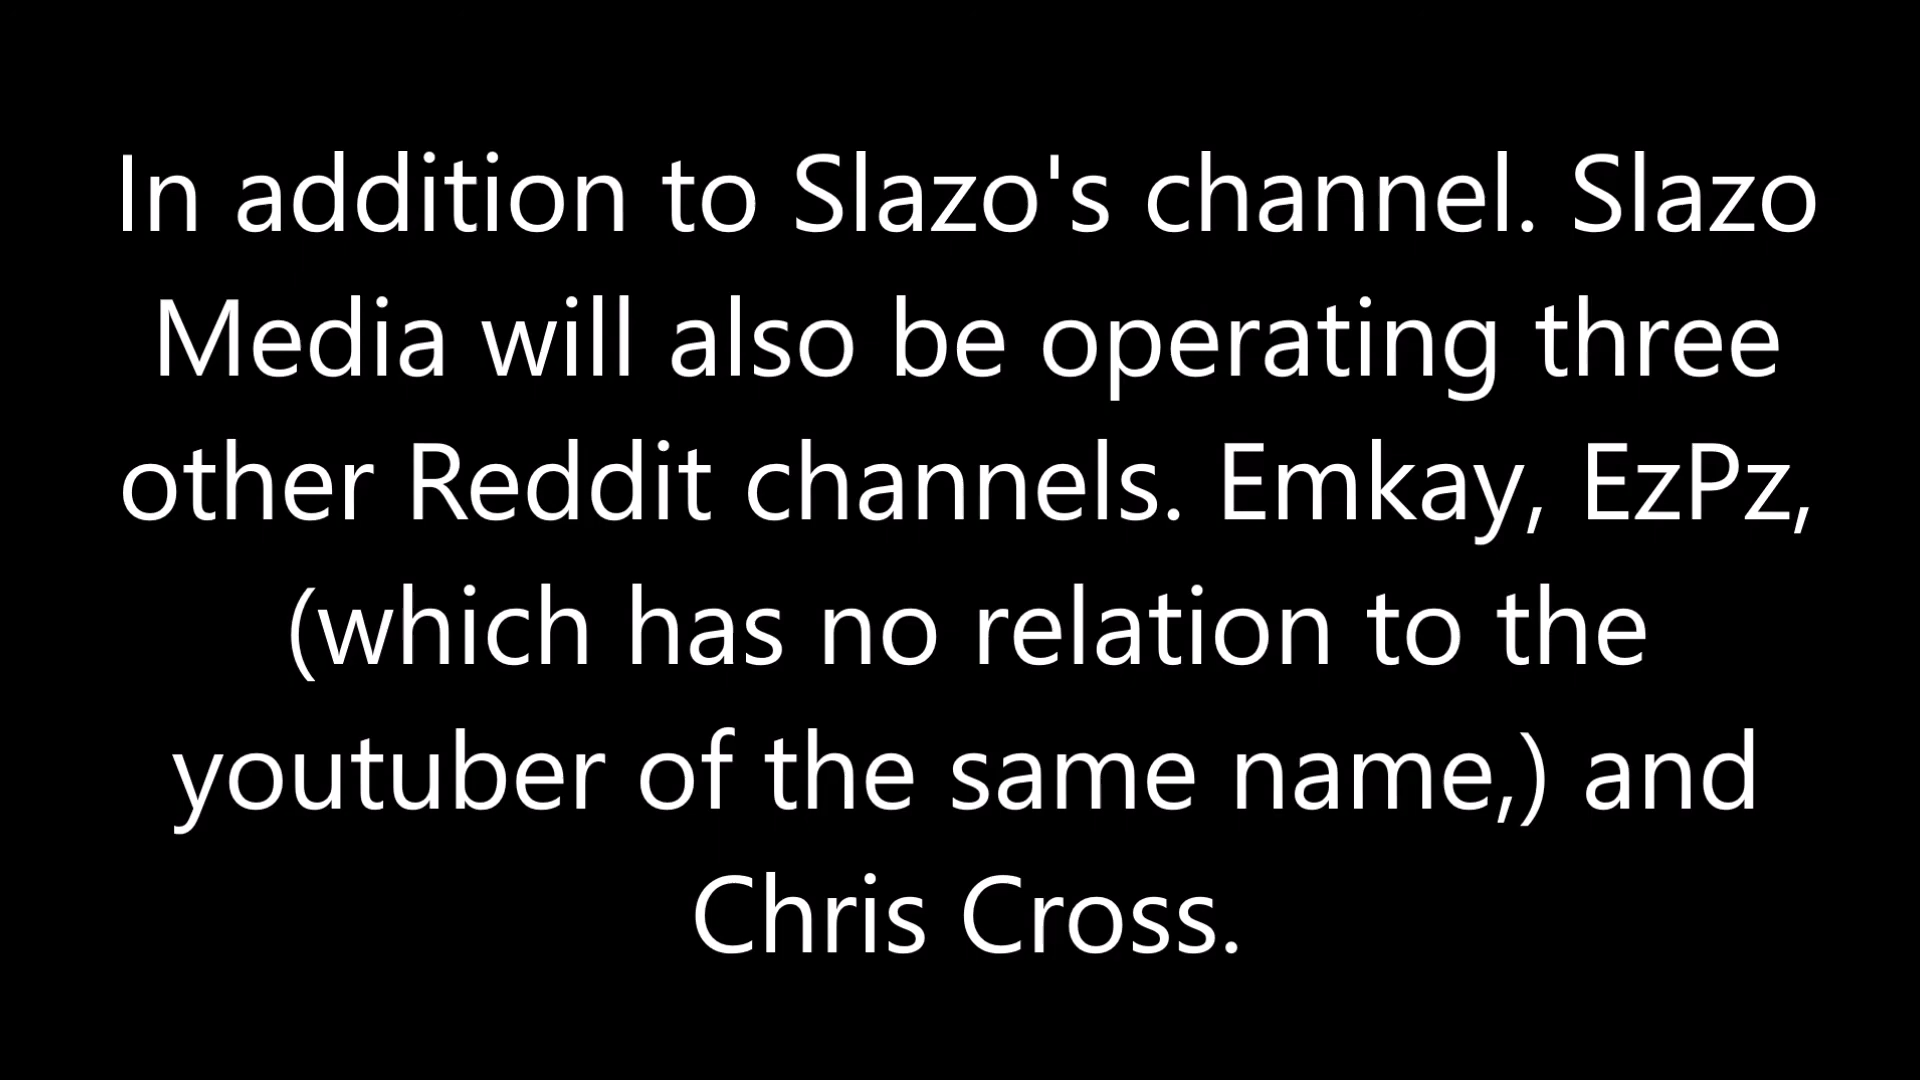 In addition to Slazo's channel. Slazo
Media will also be operating three
other Reddit channels. Emkay, EzPz,
(which has no relation to the
youtuber of the same name,) and
Chris Cross.